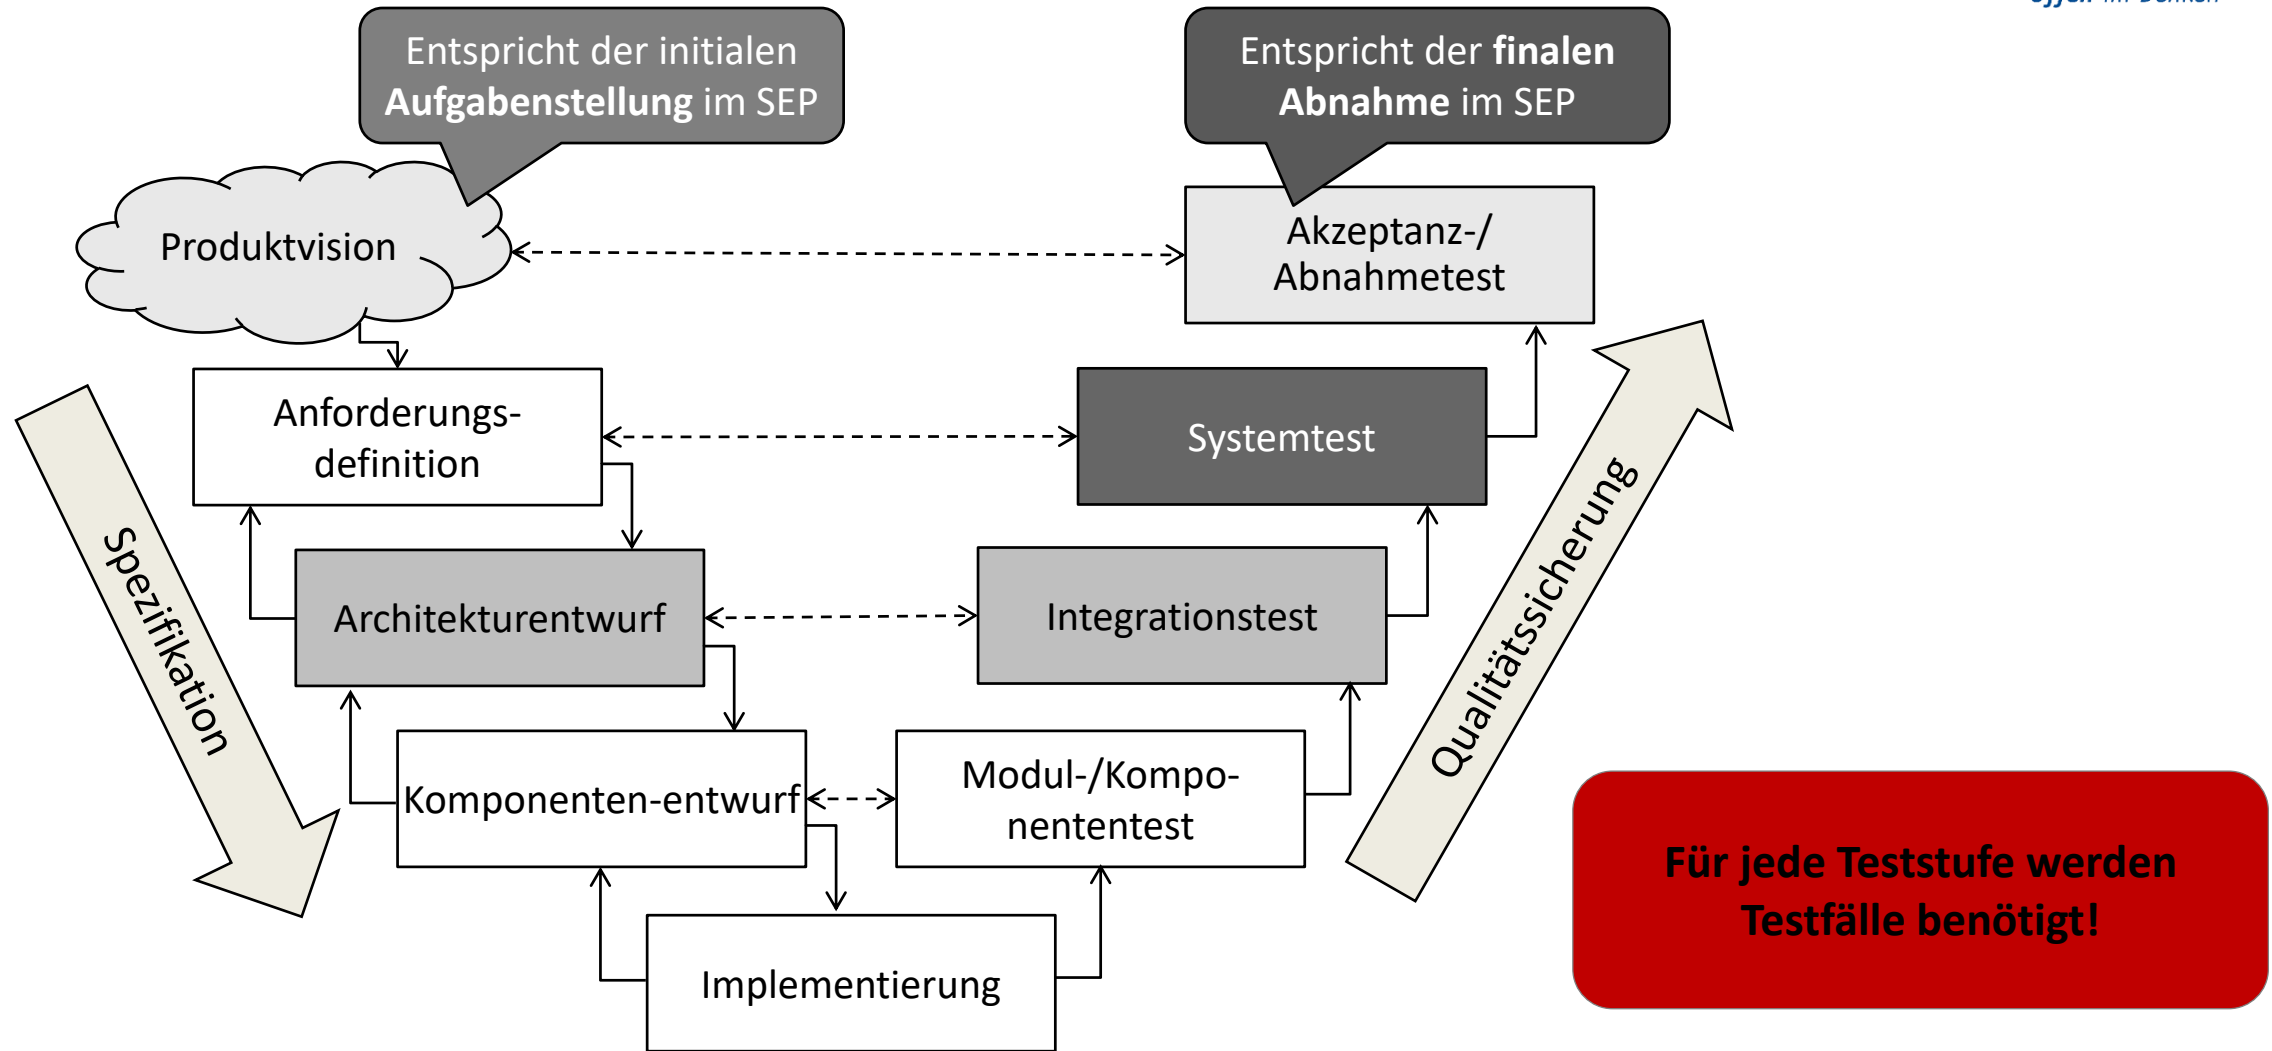 Entspricht der initialen
Aufgabenstellung im SEP
Entspricht der finalen
Abnahme im SEP
Produktvision
Akzeptanz-/
Abnahmetest
Anforderungs-
definition
Systemtest
Architekturentwurf
Integrationstest
Komponenten-entwurf
Modul-/Kompo-
nententest
Implementierung
Spezifikation
Qualitätssicherung
Für jede Teststufe werden
Testfälle benötigt!